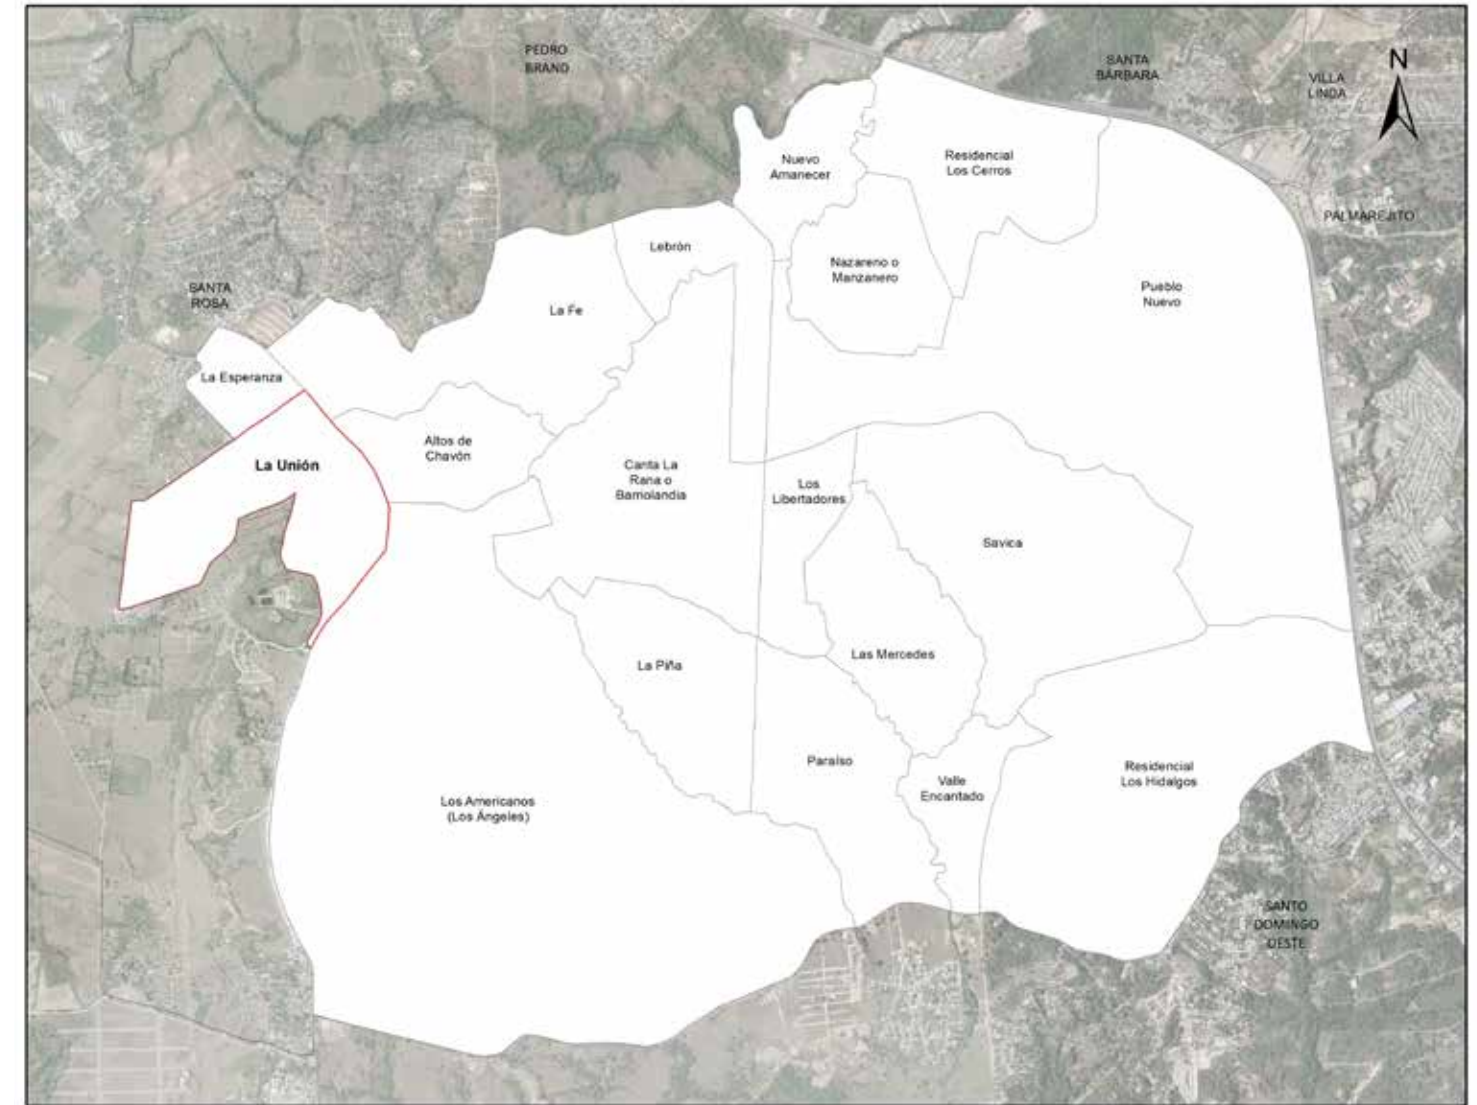 PEDRO
BRAND
SANTA
BÁRBARA
N
VILLA
LINDA
Nuevo
Amanecer
Residencial
Los Cerros
PALMAREJITO
Lebrón
Nazareno o
Manzanero
SANTA
ROSA
Pueblo
Nuevo
La Fe
La Esperanza
Altos de
Chavón
La Unión
Canta La
Rana o
Barriolandia
Los
Libertadores
Savica
Las Mercedes
La Piña
Paraíso
Valle
Encantado
Residencial
Los Hidalgos
Los Americanos
(Los Ángeles)
SANTO
DOMINGO
OESTE